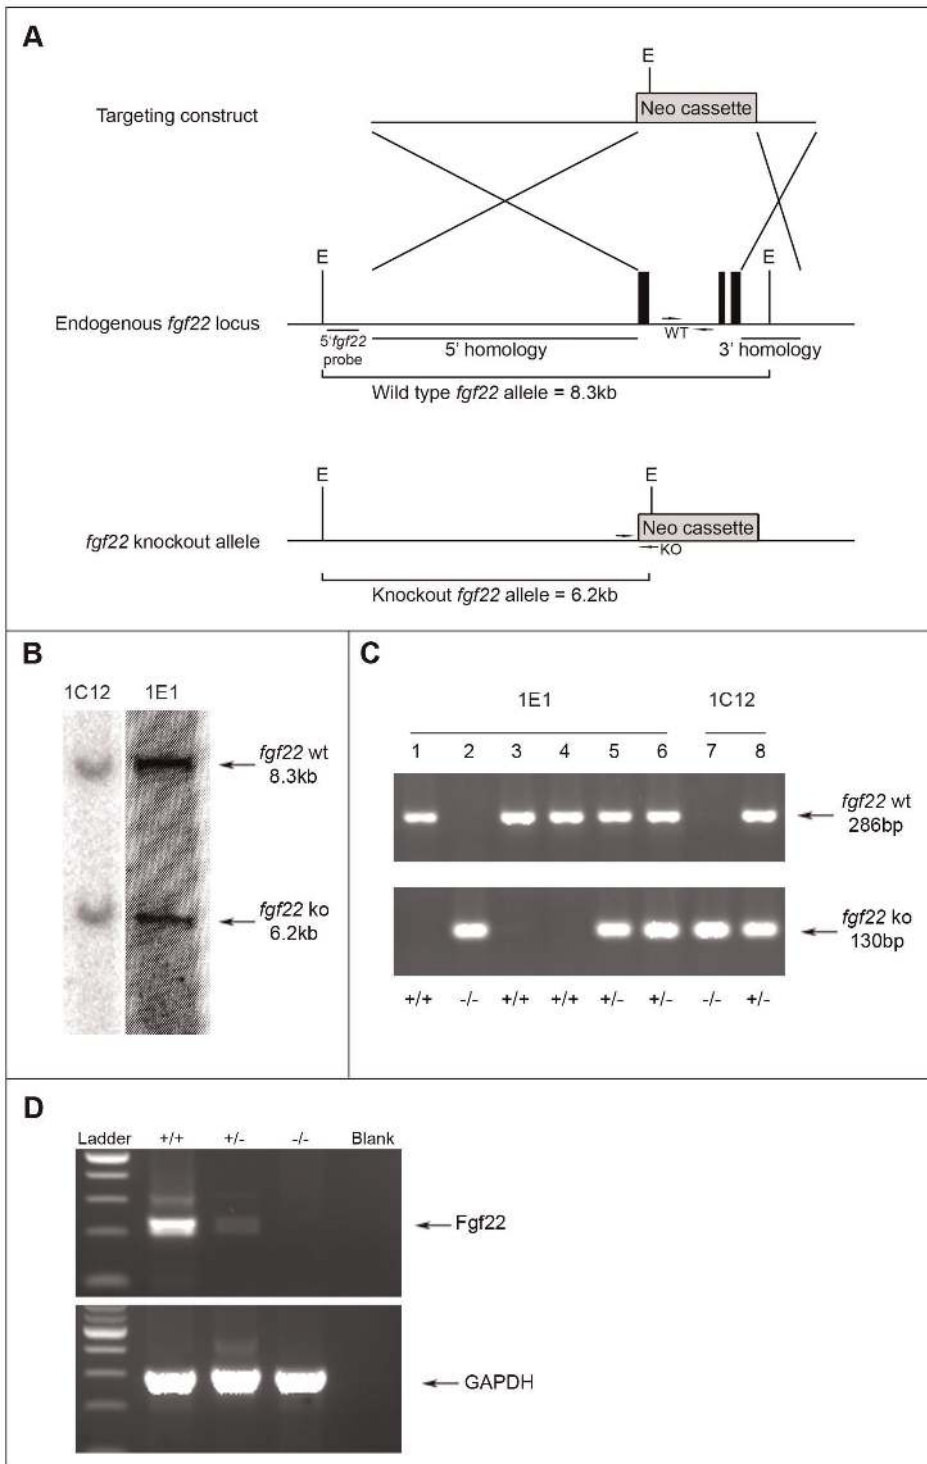 A
E
Neo cassette
Targeting construct
E
E
Endogenous fgf22 locus
5'fgf22
probe
5' homology
WT
3' homology
Wild type fgf22 allele = 8.3kb
E
E
Neo cassette
fgf22 knockout allele
KO
Knockout fgf22 allele = 6.2kb
B
1C12 1E1
fgf22 wt
8.3kb
fgf22 ko
6.2kb
C
1E1 1C12
1 2 3 4 5 6 7 8
fgf22 wt
286bp
fgf22 ko
130bp
+/+ -/- +/+ +/+ +/- +/- -/- +/-
D
Ladder +/+ +/- -/- Blank
Fgf22
GAPDH